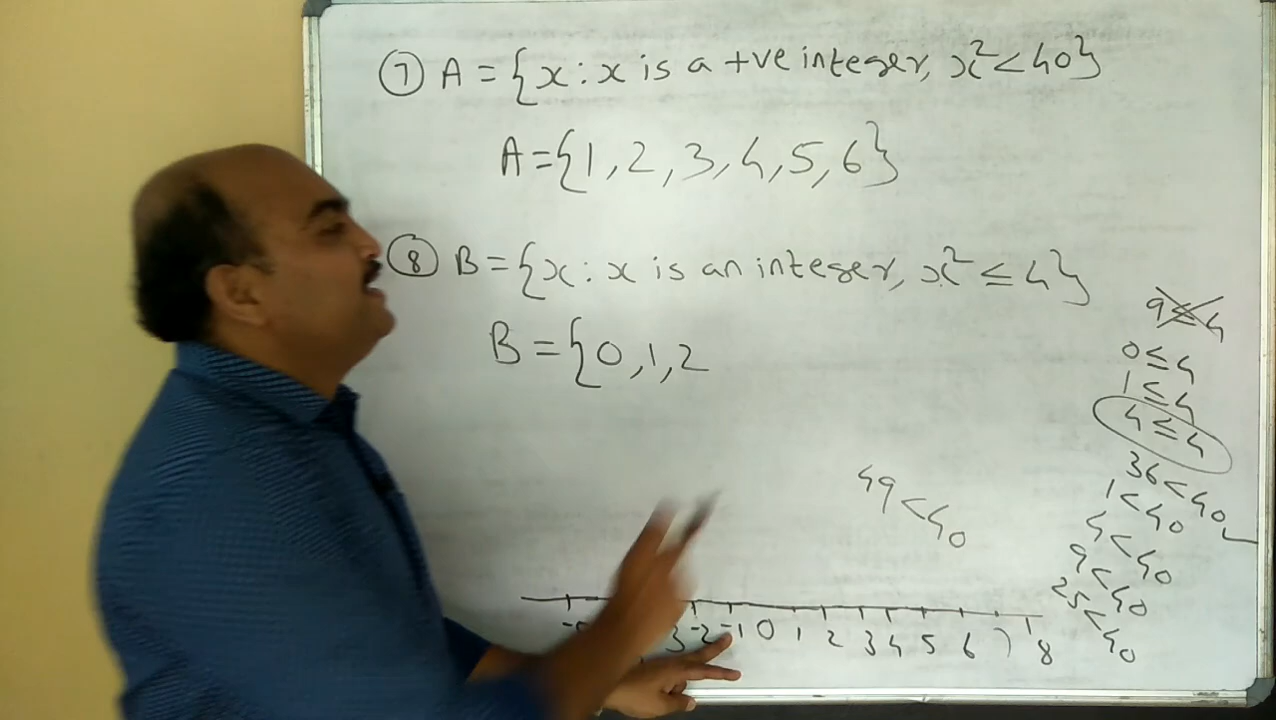 ⑦ A = {x : x is a +ve integer, x² < 40}
A = {1, 2, 3, 4, 5, 6}
⑧ B = {x : x is an integer, x² ≤ 4}
B = {0, 1, 2
9 ≤ 4
0 ≤ 4
1 ≤ 4
4 ≤ 4
36 < 40
1 < 40
4 < 40
9 < 40
25 < 40
49 < 40
3 -2 -1 0 1 2 3 4 5 6 7 8